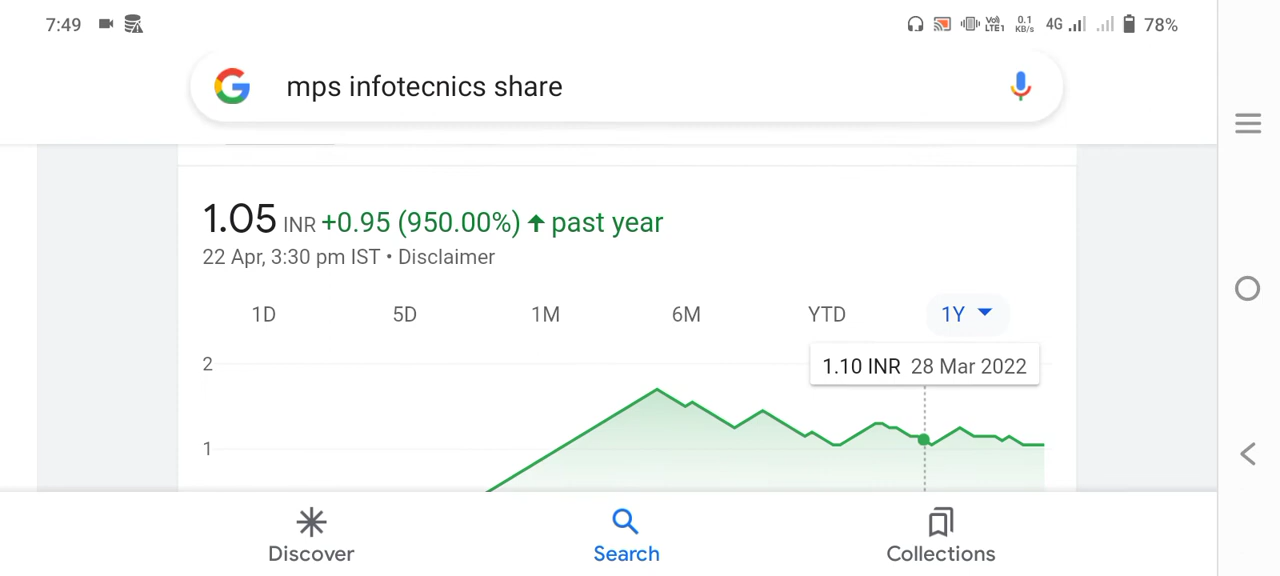 7:49 Vo) LTE1 0.1 KB/s 4G 78%
mps infotecnics share
1.05 INR +0.95 (950.00%) ↑ past year
22 Apr, 3:30 pm IST • Disclaimer
1D 5D 1M 6M YTD 1Y
2
1.10 INR 28 Mar 2022
1
Discover Search Collections